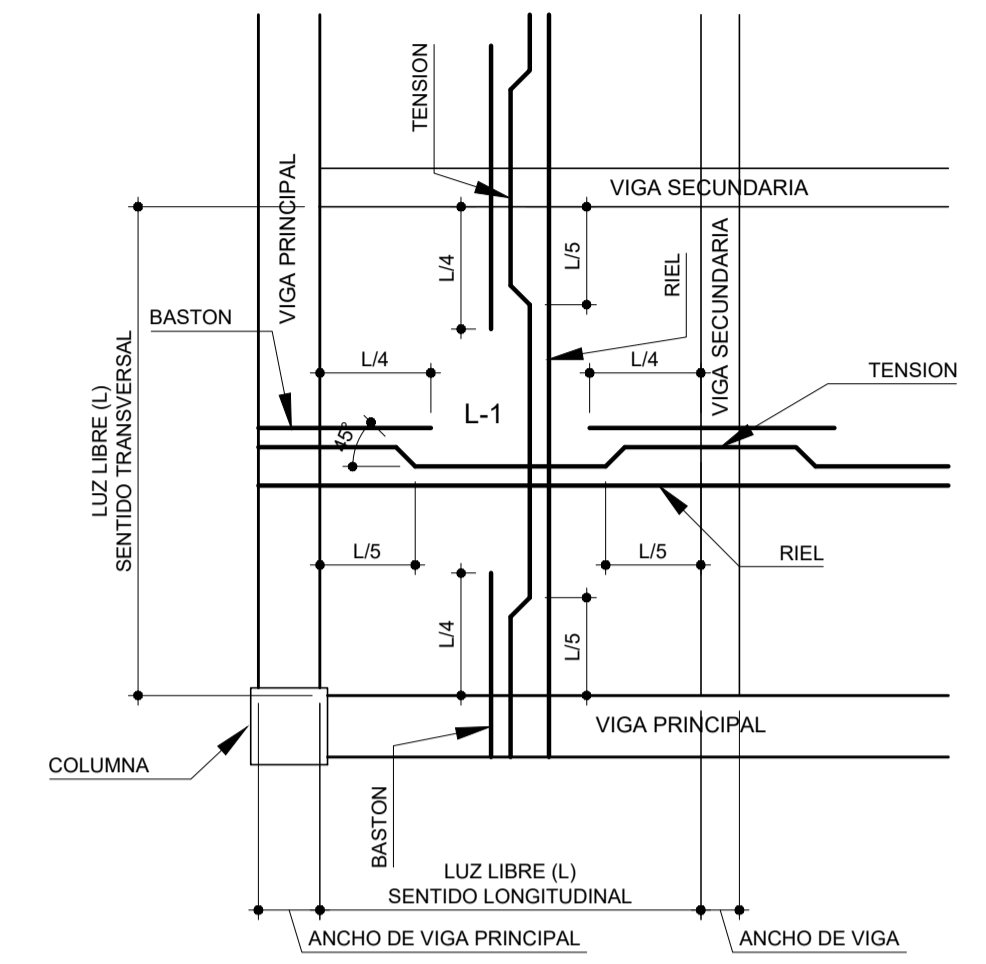 TENSION
VIGA SECUNDARIA
VIGA PRINCIPAL
L/4
L/5
RIEL
VIGA SECUNDARIA
BASTON
L/4
L/4
TENSION
L-1
45°
LUZ LIBRE (L)
SENTIDO TRANSVERSAL
L/5
L/5
RIEL
L/4
L/5
VIGA PRINCIPAL
COLUMNA
BASTON
LUZ LIBRE (L)
SENTIDO LONGITUDINAL
ANCHO DE VIGA PRINCIPAL
ANCHO DE VIGA